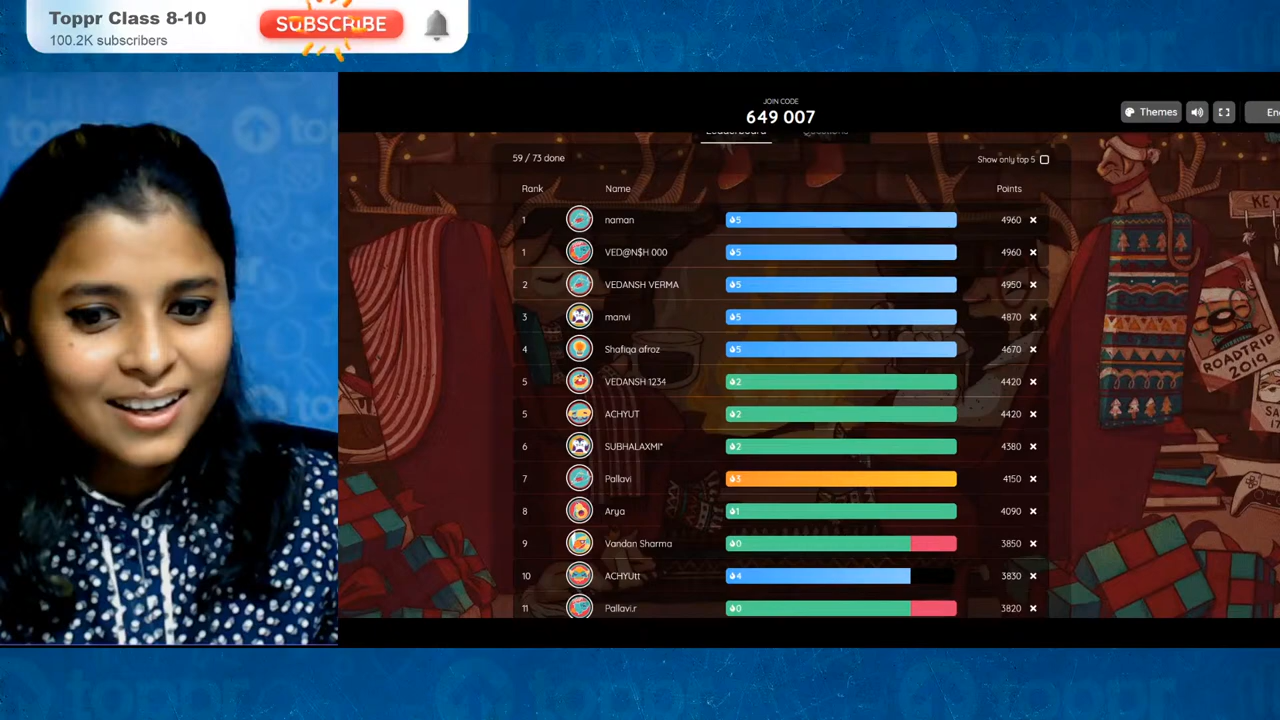 Toppr Class 8-10
100.2K subscribers
SUBSCRIBE
JOIN CODE
649 007
Themes
Leaderboard Questions
59 / 73 done
Show only top 5
Rank Name Points
1 naman 5 4960
1 VED@N$H 000 5 4960
2 VEDANSH VERMA 5 4950
3 manvi 5 4870
4 Shafiqa afroz 5 4670
5 VEDANSH 1234 2 4420
5 ACHYUT 2 4420
6 SUBHALAXMI* 2 4380
7 Pallavi 3 4150
8 Arya 1 4090
9 Vandan Sharma 0 3850
10 ACHYUtt 4 3830
11 Pallavi.r 0 3820
ROADTRIP
2019
toppr